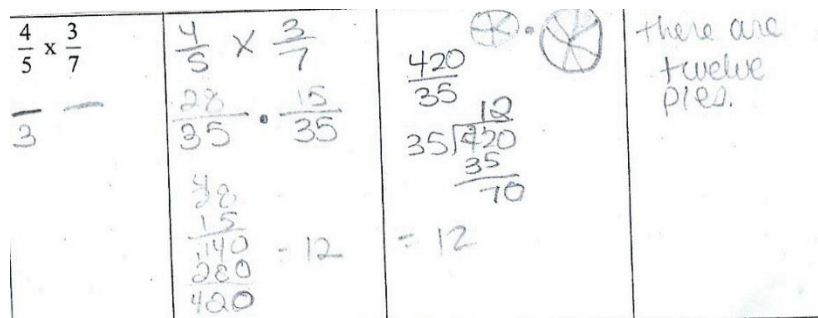 4/5 x 3/7
3
4/5 x 3/7
28/35 · 15/35
28
15
140
280
420
= 12
420/35
12
35)420
35
70
= 12
there are
twelve
pies.